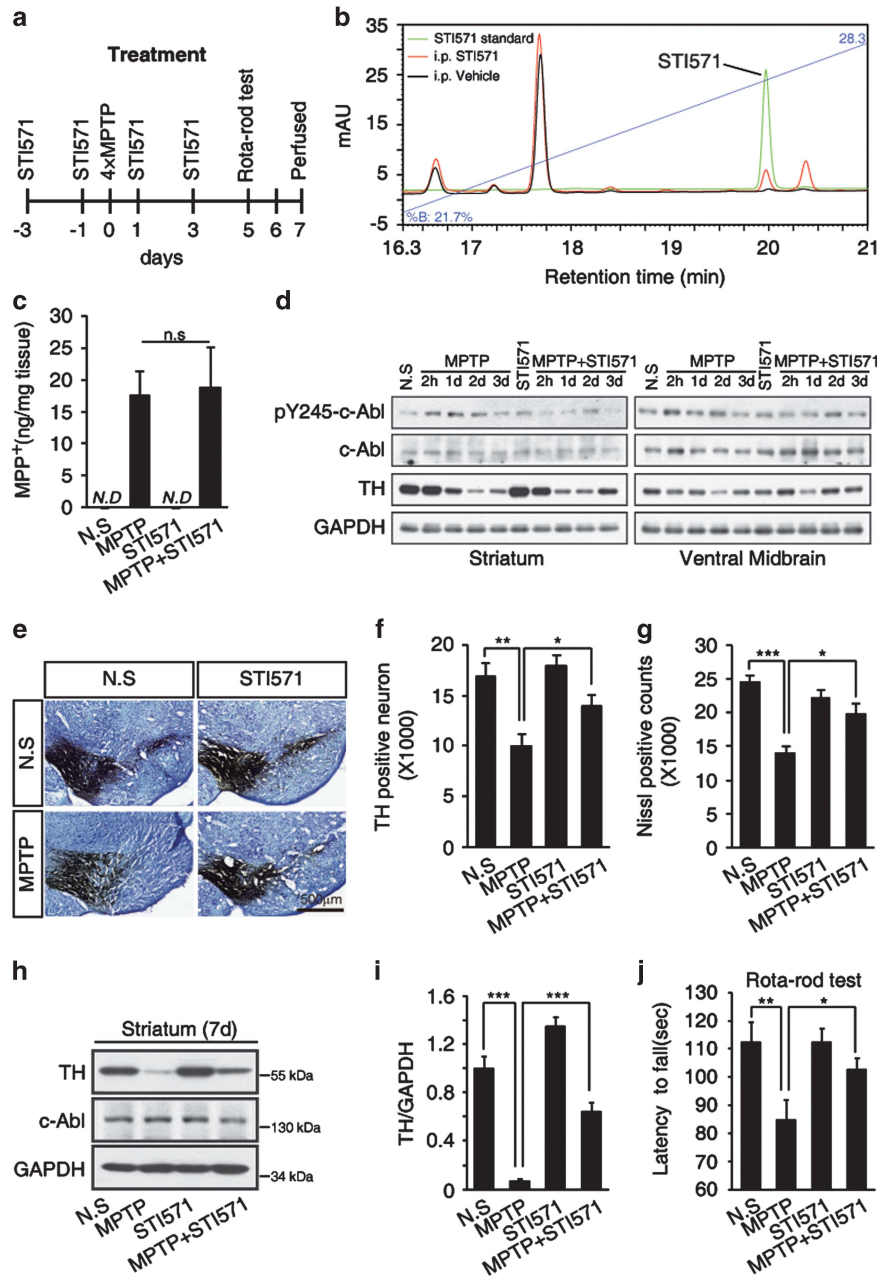 a
Treatment
STI571
STI571
4xMPTP
STI571
STI571
Rota-rod test
Perfused
-3 -1 0 1 3 5 6 7
days
b
35
25
15
5
-5
mAU
STI571 standard
i.p. STI571
i.p. Vehicle
STI571
28.3
%B: 21.7%
16.3 17 18 19 20 21
Retention time (min)
c
MPP+(ng/mg tissue)
30
25
20
15
10
5
0
n.s
N.D
N.D
N.S
MPTP
STI571
MPTP+STI571
d
N.S
MPTP
2h 1d 2d 3d
STI571
MPTP+STI571
2h 1d 2d 3d
N.S
MPTP
2h 1d 2d 3d
STI571
MPTP+STI571
2h 1d 2d 3d
pY245-c-Abl
c-Abl
TH
GAPDH
Striatum
Ventral Midbrain
e
N.S
STI571
N.S
MPTP
500μm
f
TH positive neuron
(X1000)
20
15
10
5
0
**
*
N.S
MPTP
STI571
MPTP+STI571
g
Nissl positive counts
(X1000)
30
25
20
15
10
5
0
***
*
N.S
MPTP
STI571
MPTP+STI571
h
Striatum (7d)
TH
55 kDa
c-Abl
130 kDa
GAPDH
34 kDa
N.S
MPTP
STI571
MPTP+STI571
i
TH/GAPDH
1.6
1.2
0.8
0.4
0
***
***
N.S
MPTP
STI571
MPTP+STI571
j
Rota-rod test
Latency to fall(sec)
130
120
110
100
90
80
70
60
**
*
N.S
MPTP
STI571
MPTP+STI571